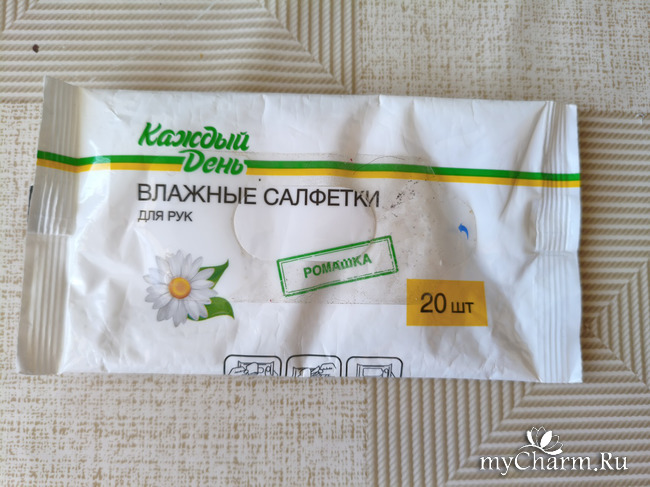 Каждый
День
ВЛАЖНЫЕ САЛФЕТКИ
ДЛЯ РУК
РОМАШКА
20 шт
myCharm.Ru